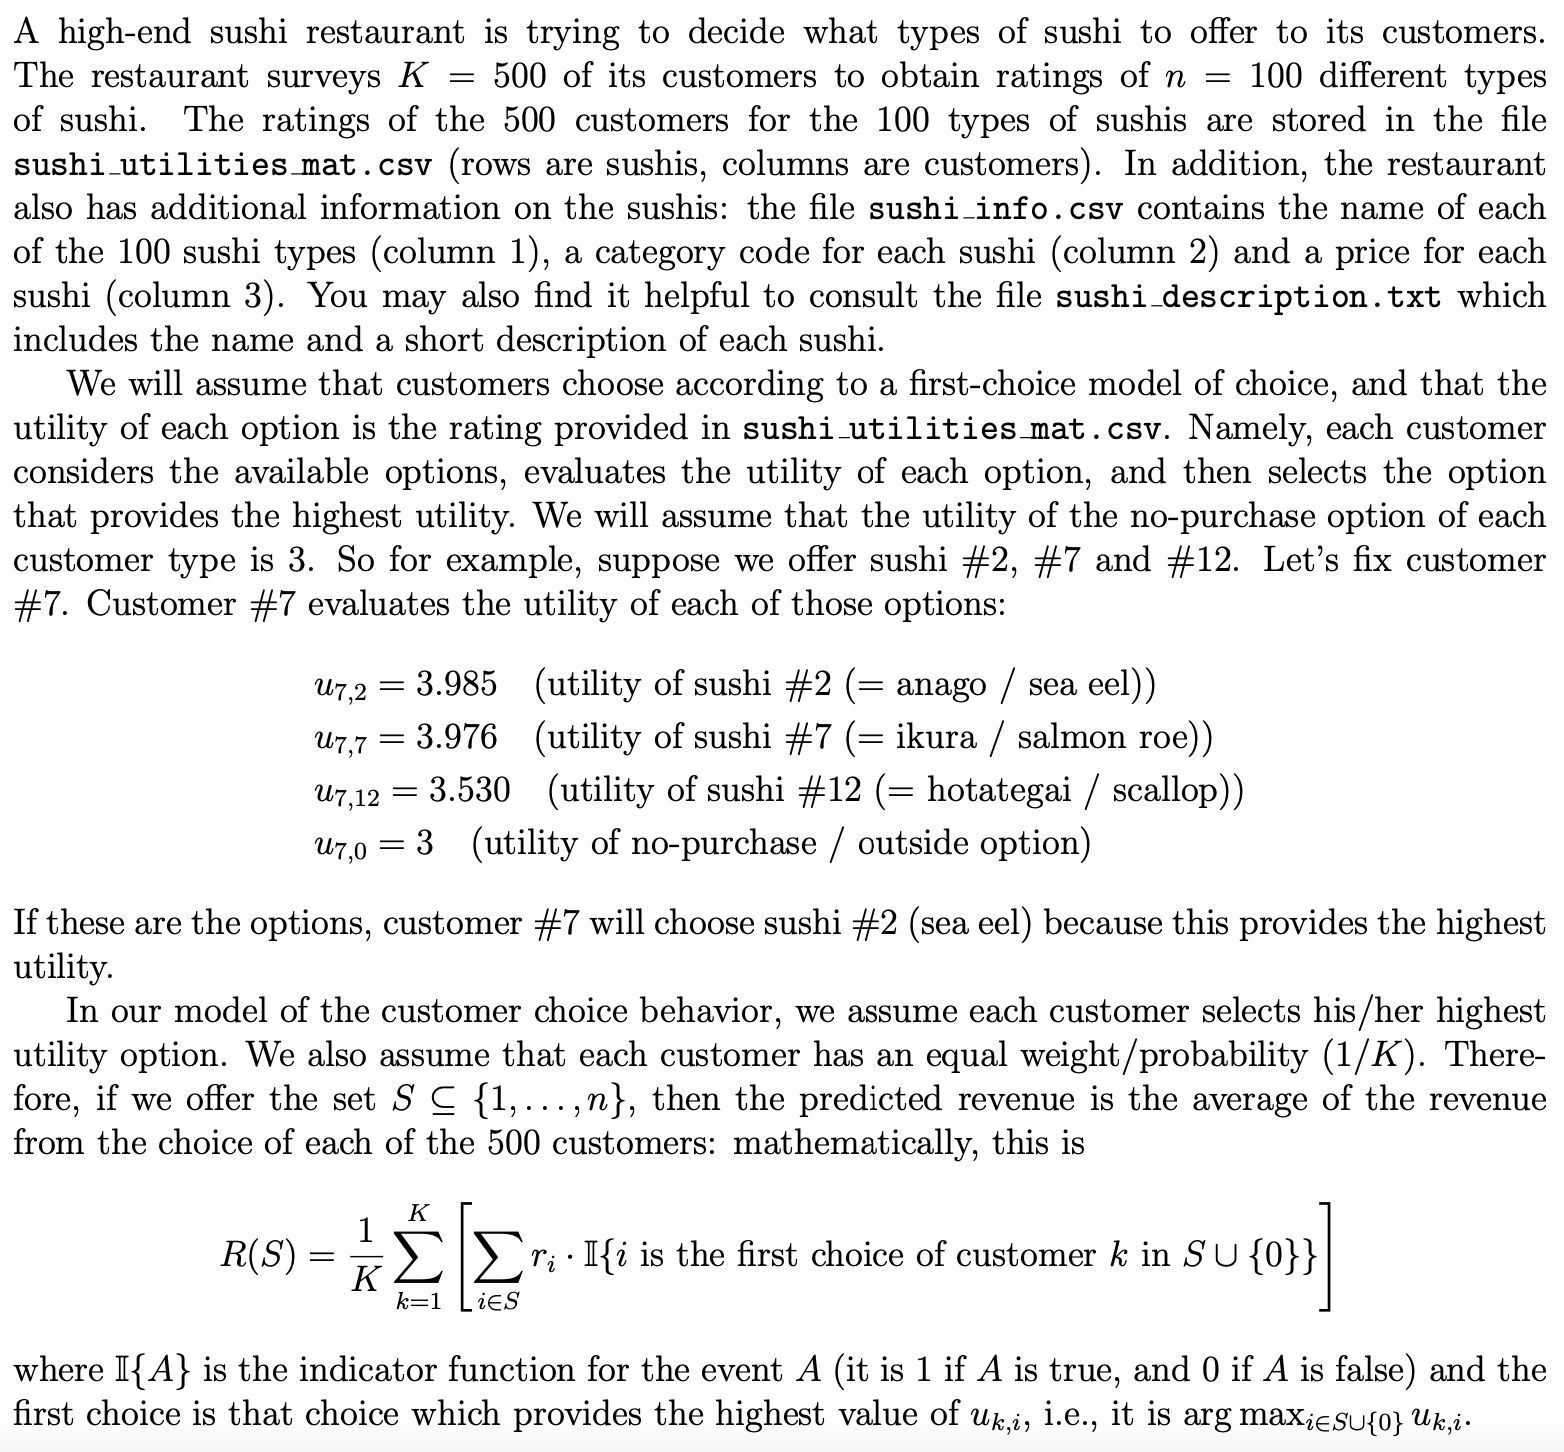 A high-end sushi restaurant is trying to decide what types of sushi to offer to its customers.
The restaurant surveys K = 500 of its customers to obtain ratings of n = 100 different types
of sushi. The ratings of the 500 customers for the 100 types of sushis are stored in the file
sushi_utilities_mat.csv (rows are sushis, columns are customers). In addition, the restaurant
also has additional information on the sushis: the file sushi_info.csv contains the name of each
of the 100 sushi types (column 1), a category code for each sushi (column 2) and a price for each
sushi (column 3). You may also find it helpful to consult the file sushi_description.txt which
includes the name and a short description of each sushi.
We will assume that customers choose according to a first-choice model of choice, and that the
utility of each option is the rating provided in sushi_utilities_mat.csv. Namely, each customer
considers the available options, evaluates the utility of each option, and then selects the option
that provides the highest utility. We will assume that the utility of the no-purchase option of each
customer type is 3. So for example, suppose we offer sushi #2, #7 and #12. Let's fix customer
#7. Customer #7 evaluates the utility of each of those options:
u_{7,2} = 3.985 (utility of sushi #2 (= anago / sea eel))
u_{7,7} = 3.976 (utility of sushi #7 (= ikura / salmon roe))
u_{7,12} = 3.530 (utility of sushi #12 (= hotategai / scallop))
u_{7,0} = 3 (utility of no-purchase / outside option)
If these are the options, customer #7 will choose sushi #2 (sea eel) because this provides the highest
utility.
In our model of the customer choice behavior, we assume each customer selects his/her highest
utility option. We also assume that each customer has an equal weight/probability (1/K). There-
fore, if we offer the set S ⊆ {1, . . . , n}, then the predicted revenue is the average of the revenue
from the choice of each of the 500 customers: mathematically, this is
R(S) = \frac{1}{K} \sum_{k=1}^{K} [ \sum_{i∈S} r_i · 𝕀{i is the first choice of customer k in S ∪ {0}} ]
where 𝕀{A} is the indicator function for the event A (it is 1 if A is true, and 0 if A is false) and the
first choice is that choice which provides the highest value of u_{k,i}, i.e., it is arg max_{i∈S∪{0}} u_{k,i}.